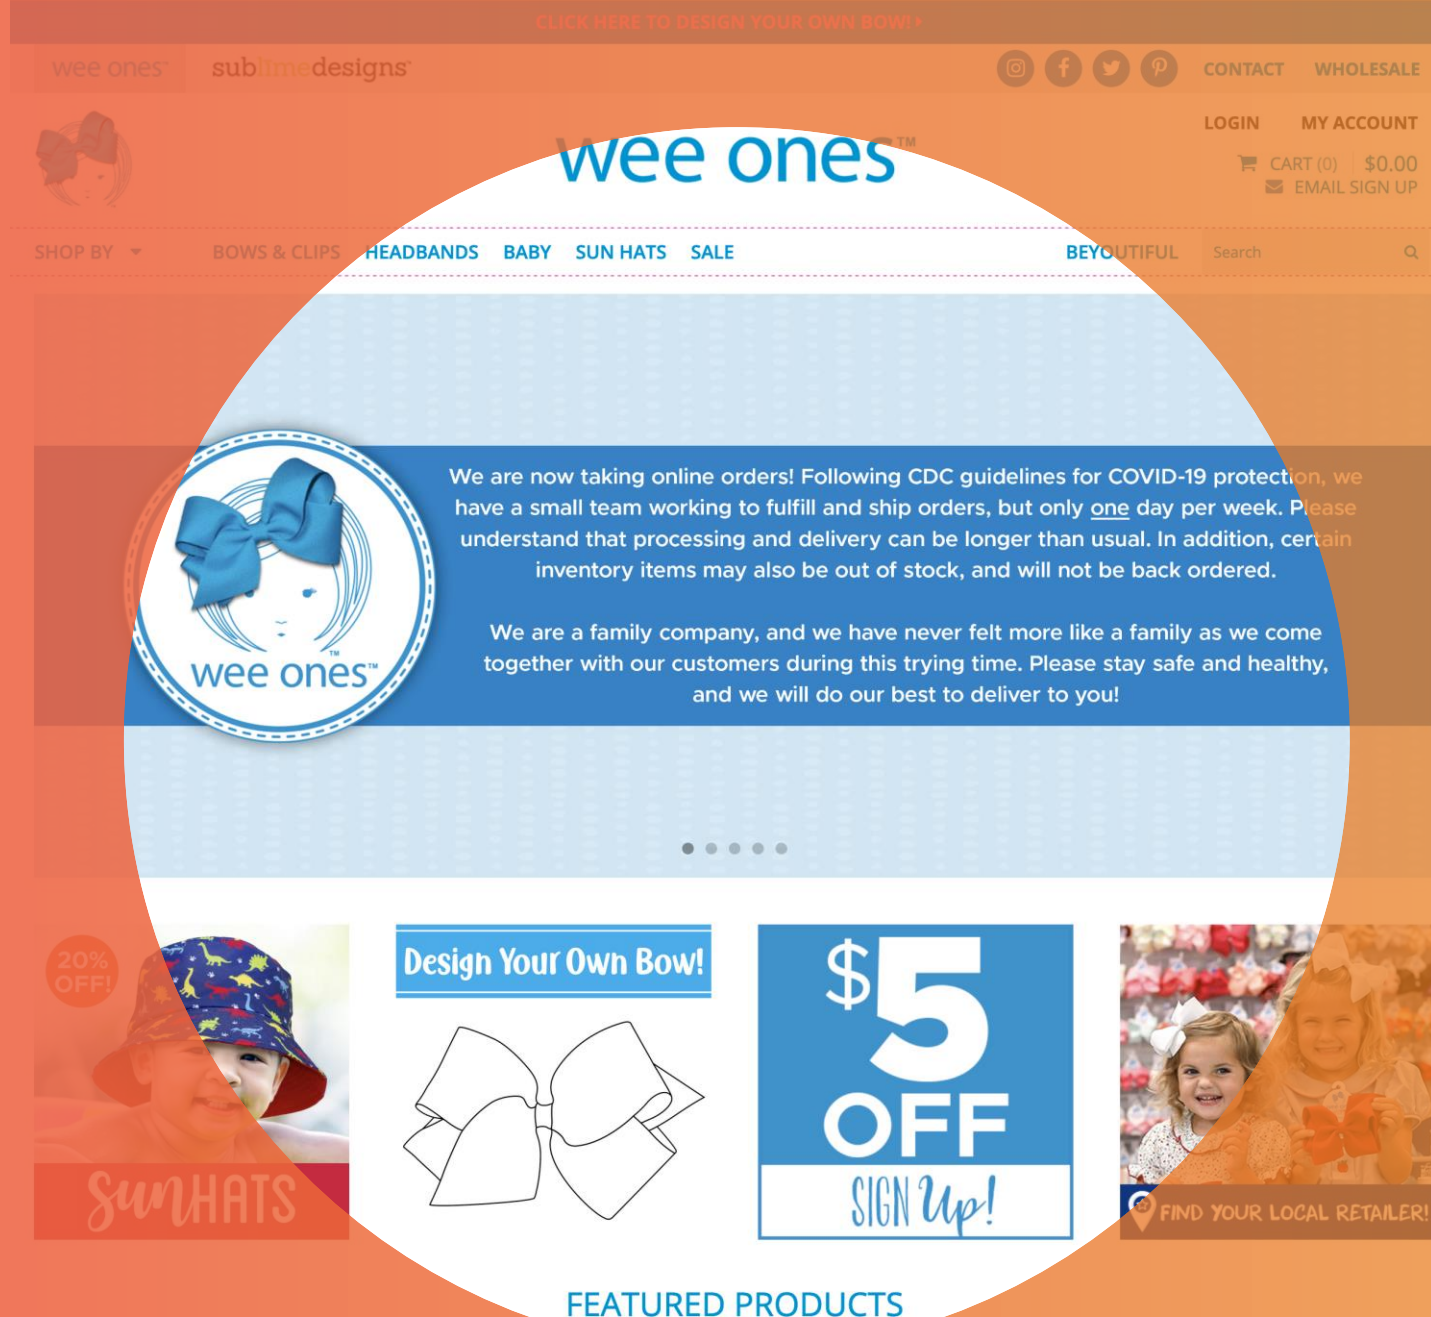 CLICK HERE TO DESIGN YOUR OWN BOW!
wee ones™ sublimedesigns™ CONTACT WHOLESALE
LOGIN MY ACCOUNT
wee ones™
CART (0) $0.00
EMAIL SIGN UP
SHOP BY BOWS & CLIPS HEADBANDS BABY SUN HATS SALE BEYOUTIFUL Search
We are now taking online orders! Following CDC guidelines for COVID-19 protection, we
have a small team working to fulfill and ship orders, but only one day per week. Please
understand that processing and delivery can be longer than usual. In addition, certain
inventory items may also be out of stock, and will not be back ordered.
We are a family company, and we have never felt more like a family as we come
together with our customers during this trying time. Please stay safe and healthy,
and we will do our best to deliver to you!
™
wee ones™
20%
OFF!
SunHATS
Design Your Own Bow!
$5
OFF
SIGN Up!
FIND YOUR LOCAL RETAILER!
FEATURED PRODUCTS